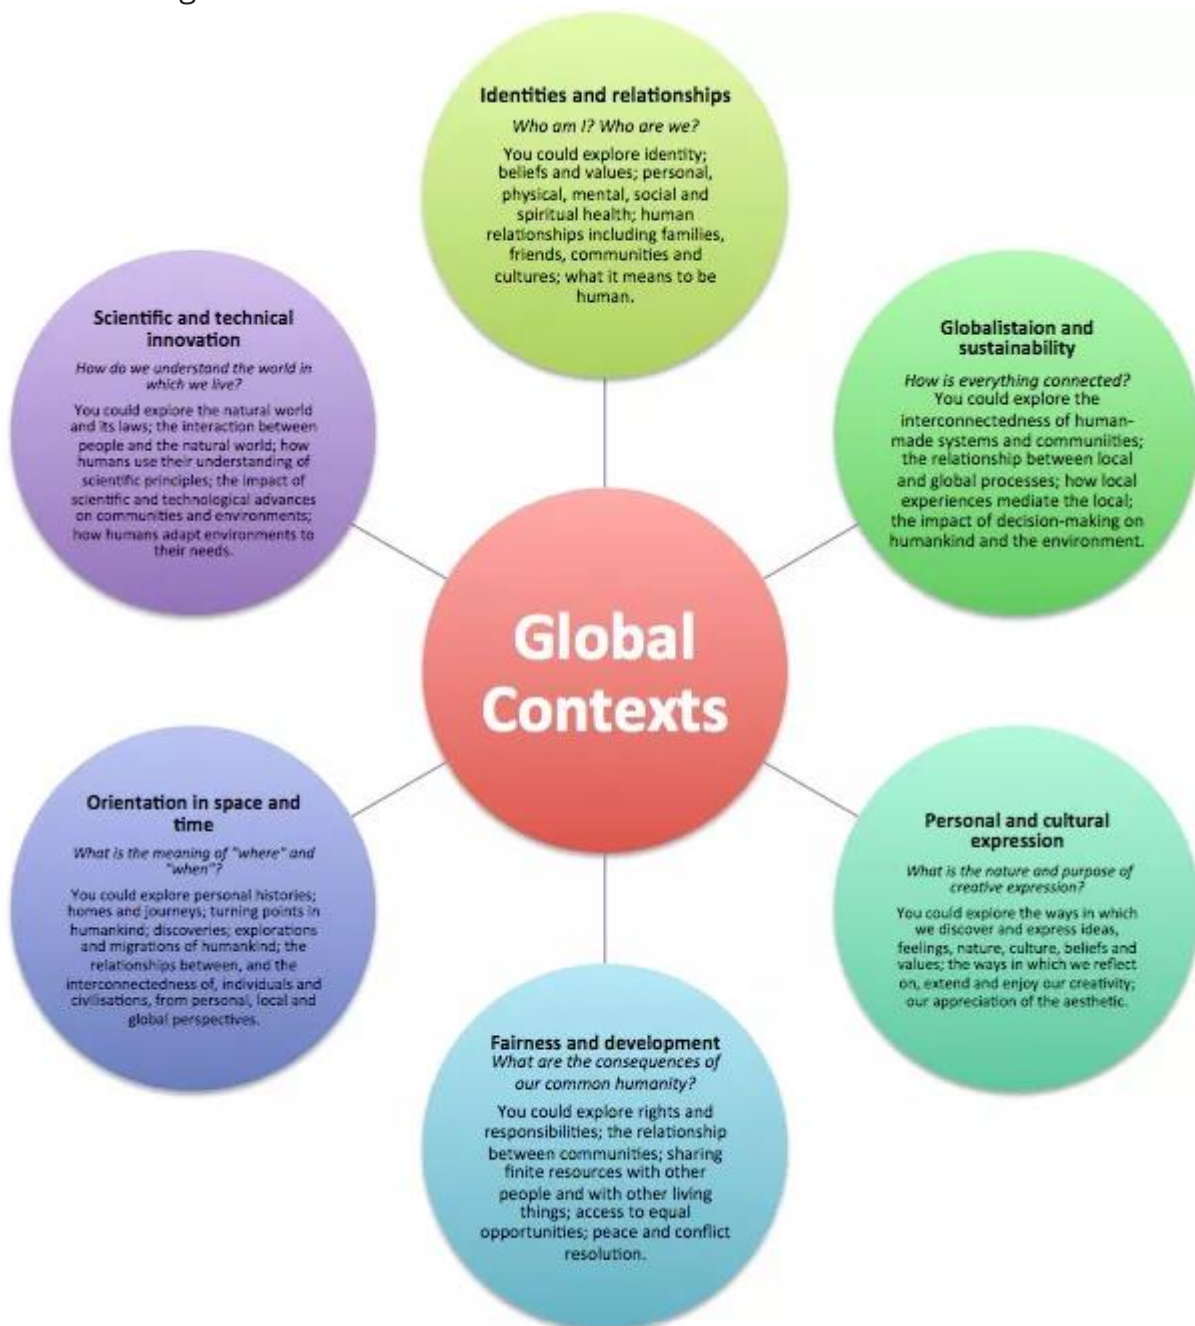 Identities and relationships
Who am I? Who are we?
You could explore identity;
beliefs and values; personal,
physical, mental, social and
spiritual health; human
relationships including families,
friends, communities and
cultures; what it means to be
human.
Globalistaion and
sustainability
How is everything connected?
You could explore the
interconnectedness of human-
made systems and communiities;
the relationship between local
and global processes; how local
experiences mediate the local;
the impact of decision-making on
humankind and the environment.
Personal and cultural
expression
What is the nature and purpose of
creative expression?
You could explore the ways in which
we discover and express ideas,
feelings, nature, culture, beliefs and
values; the ways in which we reflect
on, extend and enjoy our creativity;
our appreciation of the aesthetic.
Fairness and development
What are the consequences of
our common humanity?
You could explore rights and
responsibilities; the relationship
between communities; sharing
finite resources with other
people and with other living
things; access to equal
opportunities; peace and conflict
resolution.
Orientation in space and
time
What is the meaning of "where" and
"when"?
You could explore personal histories;
homes and journeys; turning points in
humankind; discoveries; explorations
and migrations of humankind; the
relationships between, and the
interconnectedness of, individuals and
civilisations, from personal, local and
global perspectives.
Scientific and technical
innovation
How do we understand the world in
which we live?
You could explore the natural world
and its laws; the interaction between
people and the natural world; how
humans use their understanding of
scientific principles; the impact of
scientific and technological advances
on communities and environments;
how humans adapt environments to
their needs.
Global
Contexts